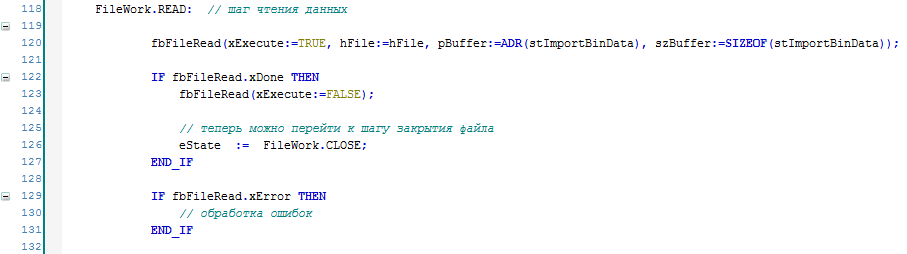 118 FileWork.READ: // шаг чтения данных
119
120 fbFileRead(xExecute:=TRUE, hFile:=hFile, pBuffer:=ADR(stImportBinData), szBuffer:=SIZEOF(stImportBinData));
121
122 IF fbFileRead.xDone THEN
123 fbFileRead(xExecute:=FALSE);
124
125 // теперь можно перейти к шагу закрытия файла
126 eState := FileWork.CLOSE;
127 END_IF
128
129 IF fbFileRead.xError THEN
130 // обработка ошибок
131 END_IF
132